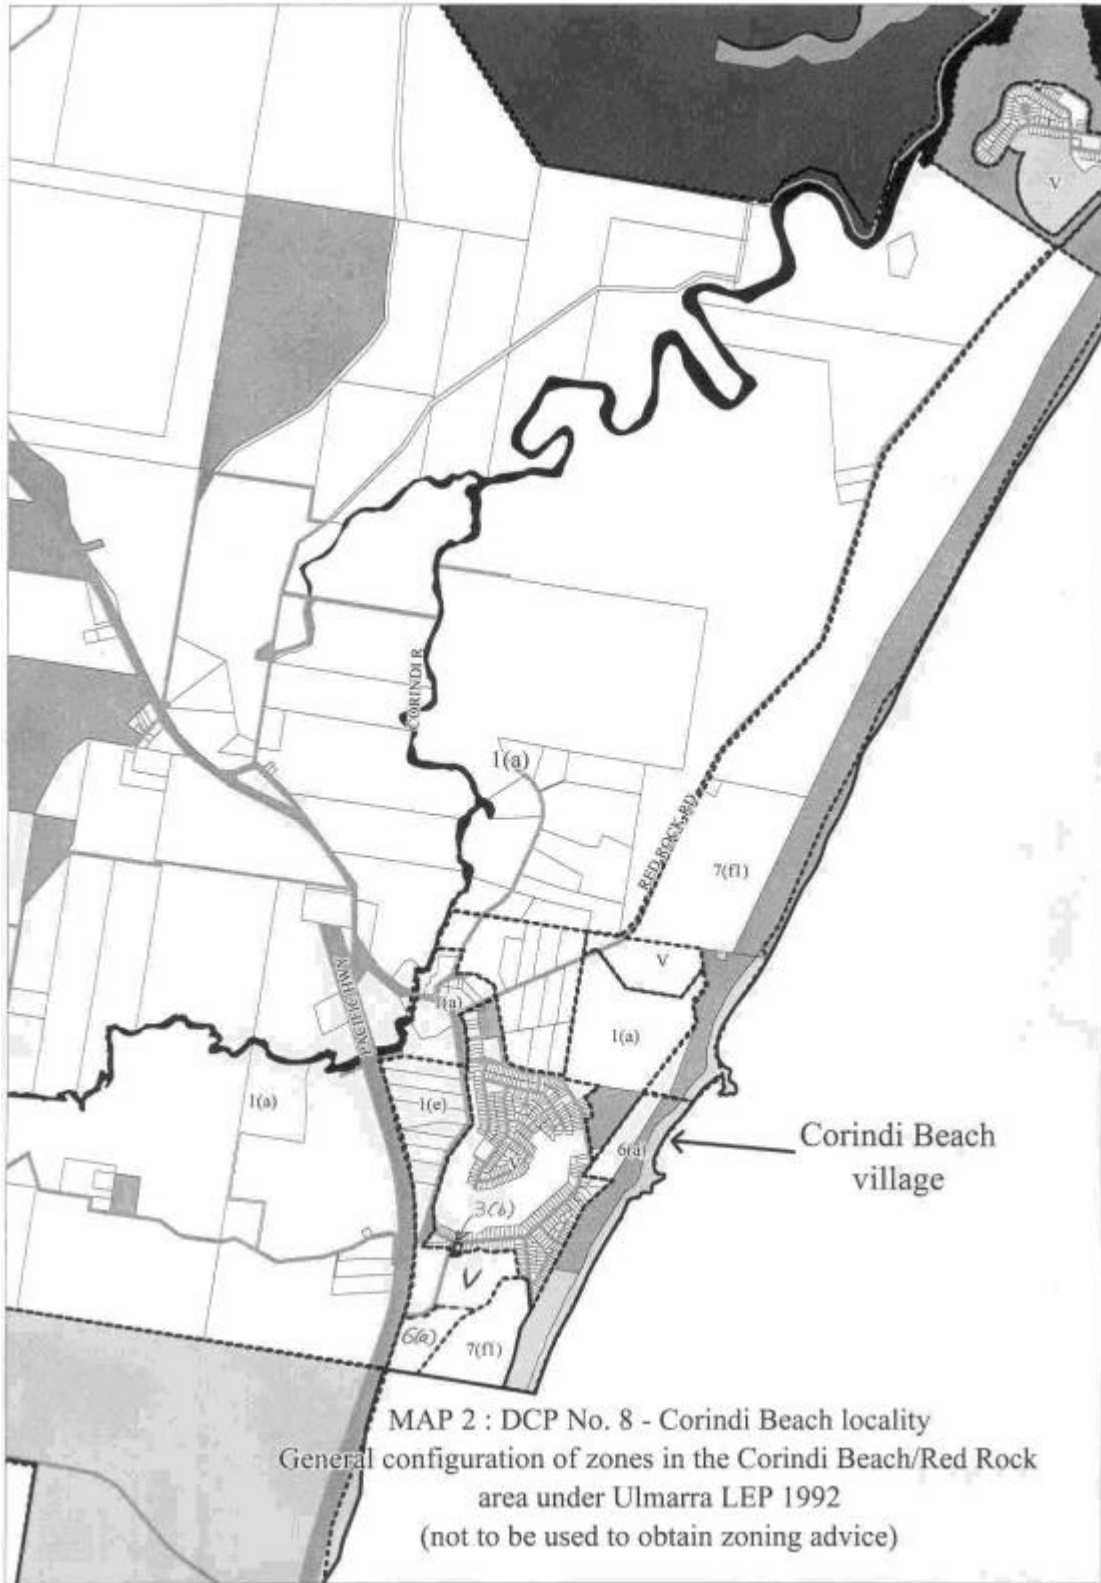 V
CORINDI R
1(a)
RED ROCK RD
7(f1)
V
PACIFIC HWY
1(a)
1(a)
1(a)
1(e)
Corindi Beach
village
6(a)
V
3(b)
V
6(a)
7(f1)
MAP 2 : DCP No. 8 - Corindi Beach locality
General configuration of zones in the Corindi Beach/Red Rock
area under Ulmarra LEP 1992
(not to be used to obtain zoning advice)